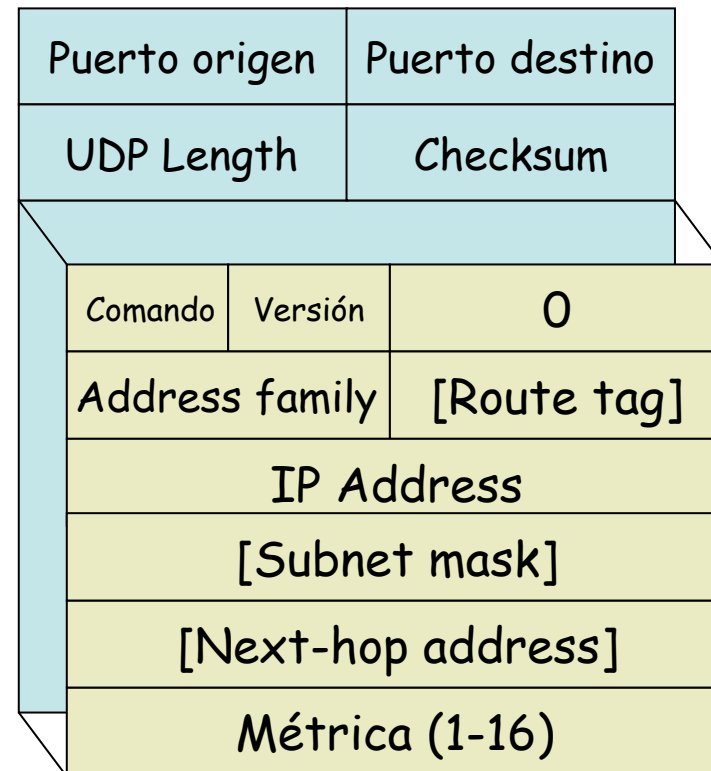 Puerto origen Puerto destino
UDP Length Checksum
Comando Versión 0
Address family [Route tag]
IP Address
[Subnet mask]
[Next-hop address]
Métrica (1-16)